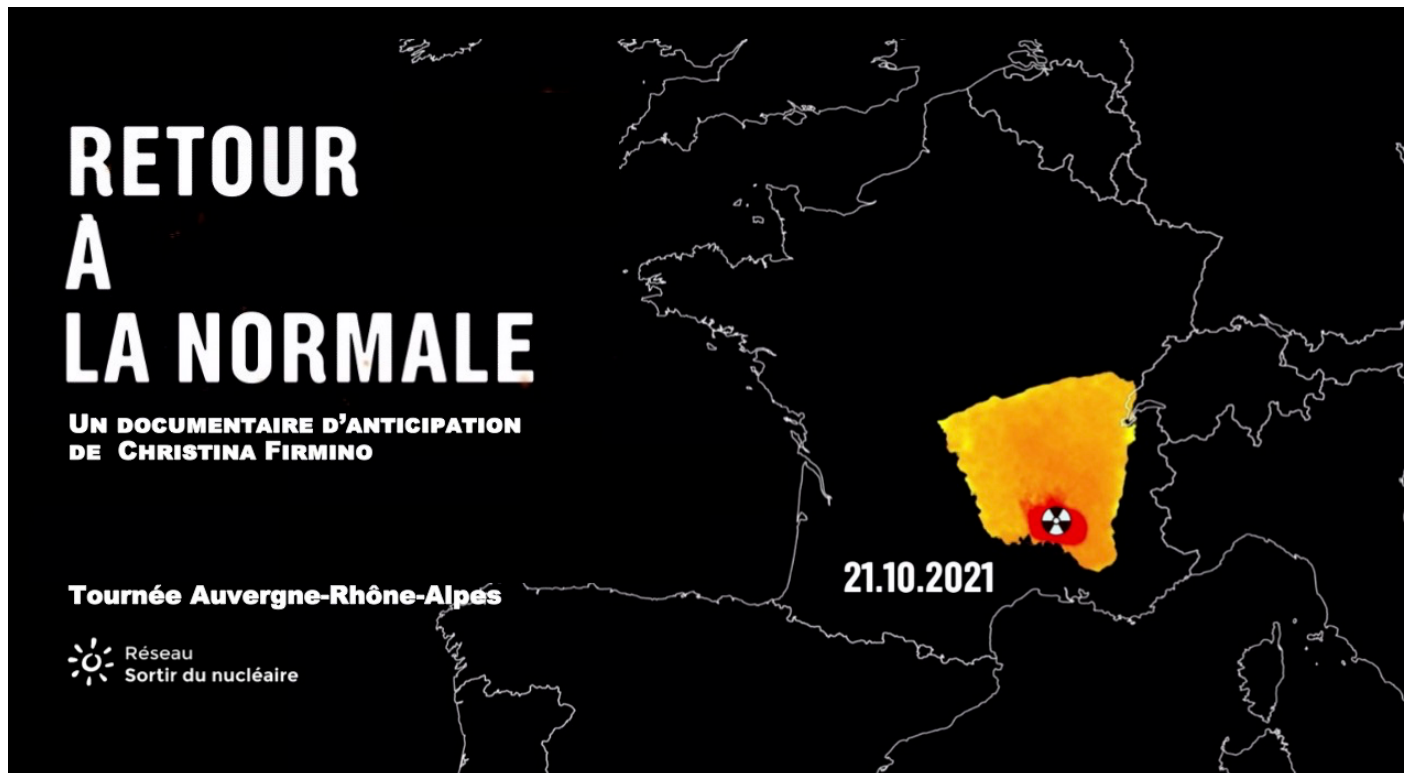 RETOUR
À
LA NORMALE
UN DOCUMENTAIRE D’ANTICIPATION
DE CHRISTINA FIRMINO
21.10.2021
Tournée Auvergne-Rhône-Alpes
Réseau
Sortir du nucléaire